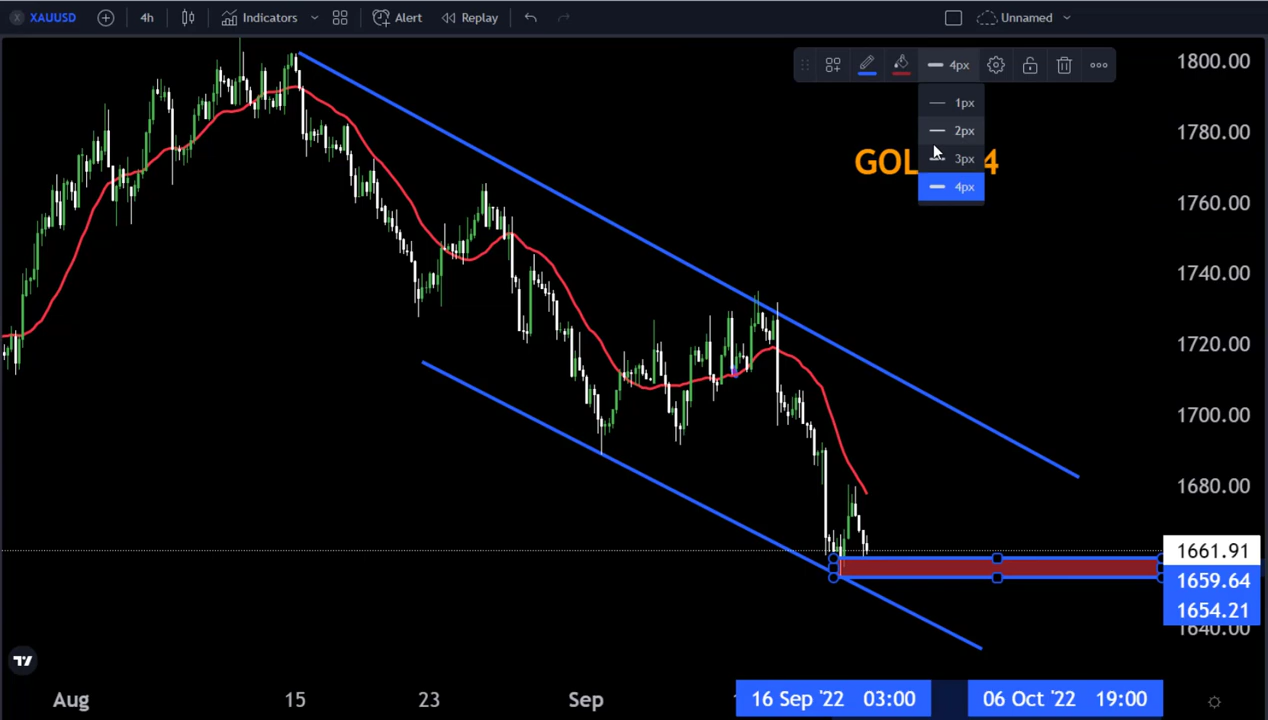 XAUUSD 4h Indicators Alert Replay Unnamed
4px
1px
2px
3px
4px
GOL 4
1800.00
1780.00
1760.00
1740.00
1720.00
1700.00
1680.00
1661.91
1659.64
1654.21
1640.00
Aug 15 23 Sep 16 Sep '22 03:00 06 Oct '22 19:00